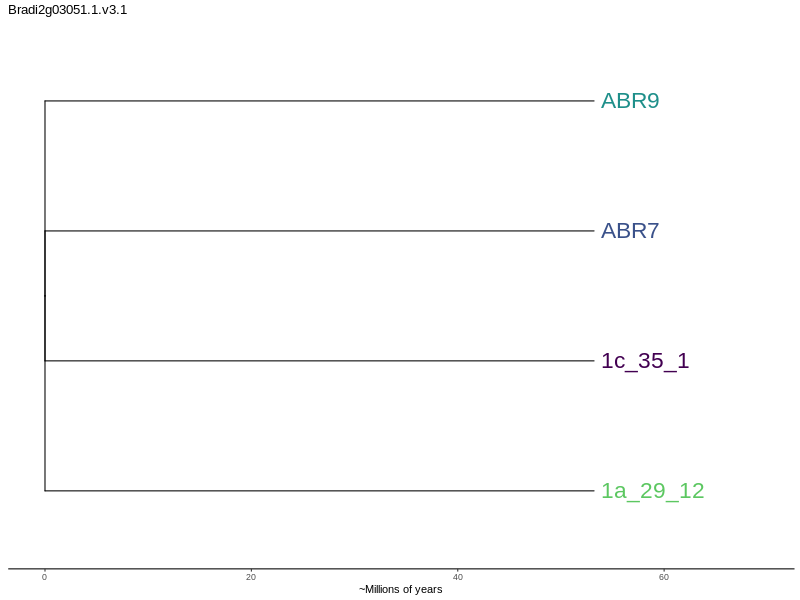 Bradi2g03051.1.v3.1
ABR9
ABR7
1c_35_1
1a_29_12
0 20 40 60
~Millions of years